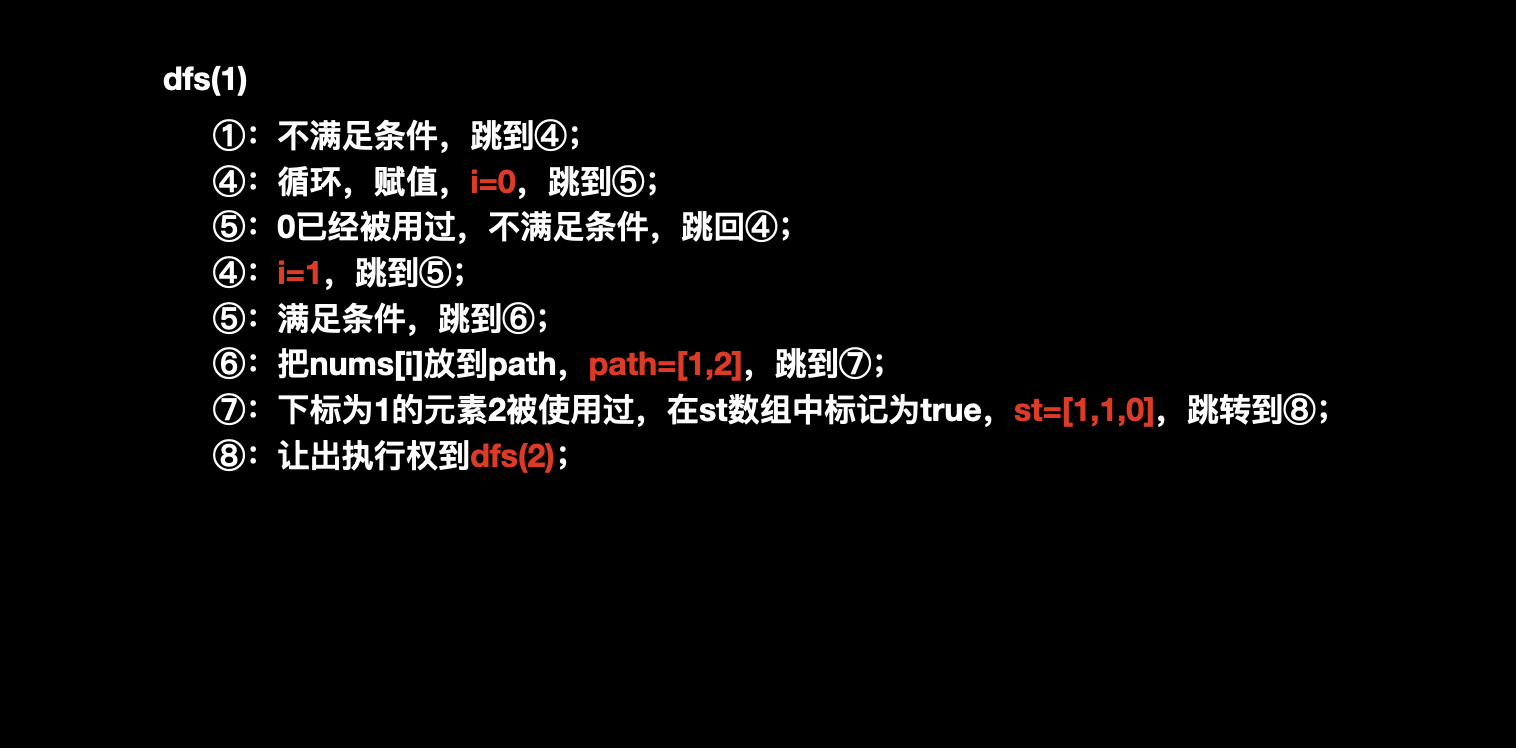 dfs(1)
①：不满足条件，跳到④；
④：循环，赋值，i=0，跳到⑤；
⑤：0已经被用过，不满足条件，跳回④；
④：i=1，跳到⑤；
⑤：满足条件，跳到⑥；
⑥：把nums[i]放到path，path=[1,2]，跳到⑦；
⑦：下标为1的元素2被使用过，在st数组中标记为true，st=[1,1,0]，跳转到⑧；
⑧：让出执行权到dfs(2)；